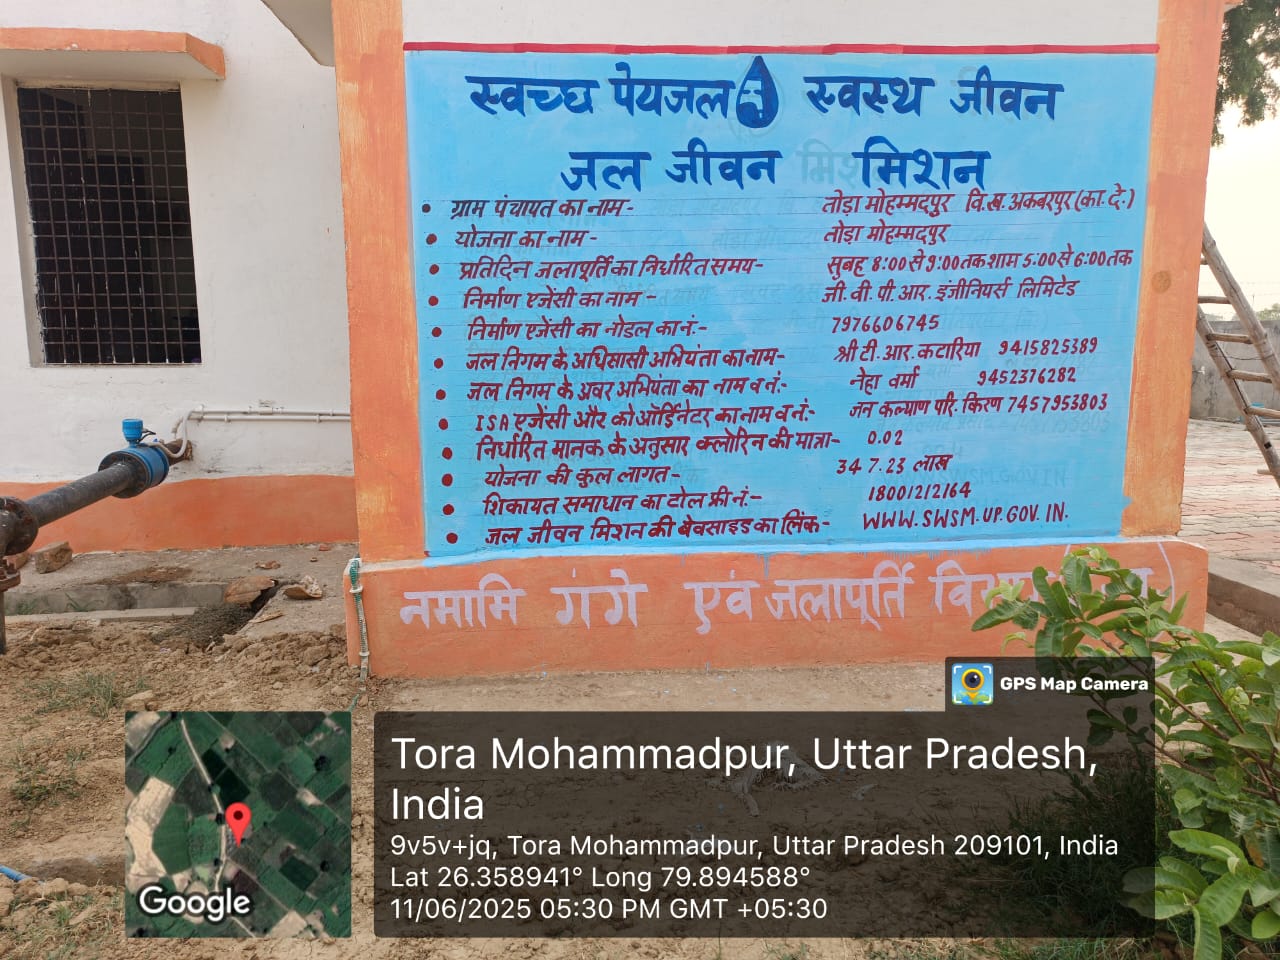 स्वच्छ पेयजल स्वस्थ जीवन
जल जीवन मिशन
• ग्राम पंचायत का नाम- तोड़ा मोहम्मदपुर वि.ख. अकबरपुर (का.दे.)
• योजना का नाम- तोड़ा मोहम्मदपुर
• प्रतिदिन जलापूर्ति का निर्धारित समय- सुबह 8:00 से 9:00 तक शाम 5:00 से 6:00 तक
• निर्माण एजेंसी का नाम- जी.वी.पी.आर. इंजीनियर्स लिमिटेड
• निर्माण एजेंसी का नोडल का नं.- 7976606745
• जल निगम के अधिसासी अभियंता का नाम- श्री टी.आर. कटारिया 9415825389
• जल निगम के अवर अभियंता का नाम व नं.- नेहा वर्मा 9452376282
• ISA एजेंसी और कोऑर्डिनेटर का नाम व नं.- जन कल्याण परि. किरण 7457953803
• निर्धारित मानक के अनुसार क्लोरिन की मात्रा- 0.02
• योजना की कुल लागत- 347.23 लाख
• शिकायत समाधान का टोल फ्री नं.- 18001212164
• जल जीवन मिशन की बेवसाइड का लिंक- WWW.SWSM.UP.GOV.IN.
नमामि गंगे एवं जलापूर्ति
GPS Map Camera
Tora Mohammadpur, Uttar Pradesh,
India
9v5v+jq, Tora Mohammadpur, Uttar Pradesh 209101, India
Lat 26.358941° Long 79.894588°
11/06/2025 05:30 PM GMT +05:30
Google